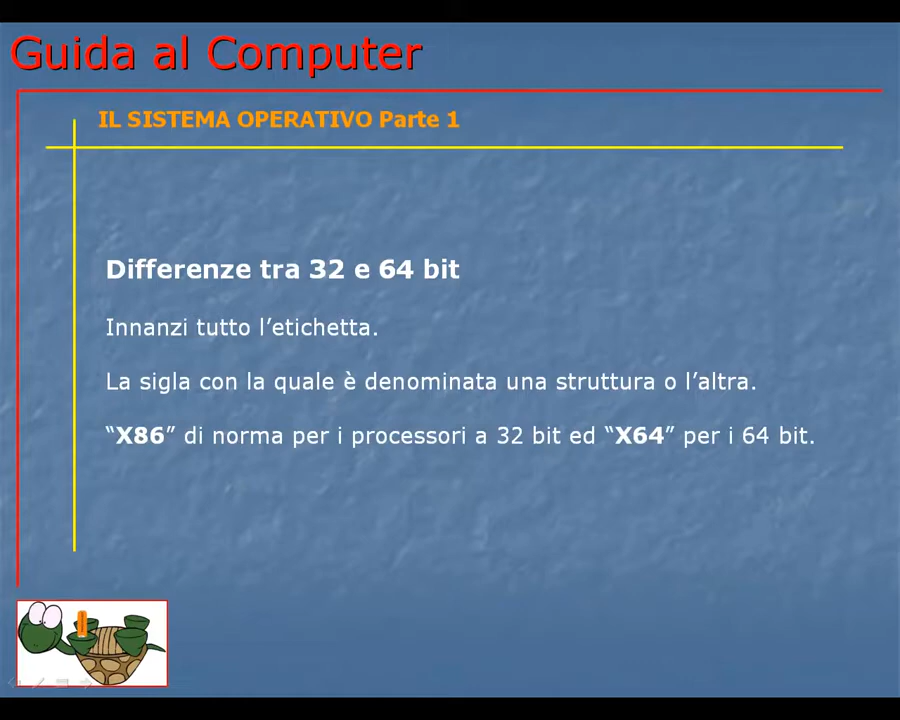 Guida al Computer
IL SISTEMA OPERATIVO Parte 1
Differenze tra 32 e 64 bit
Innanzi tutto l’etichetta.
La sigla con la quale è denominata una struttura o l’altra.
“X86” di norma per i processori a 32 bit ed “X64” per i 64 bit.